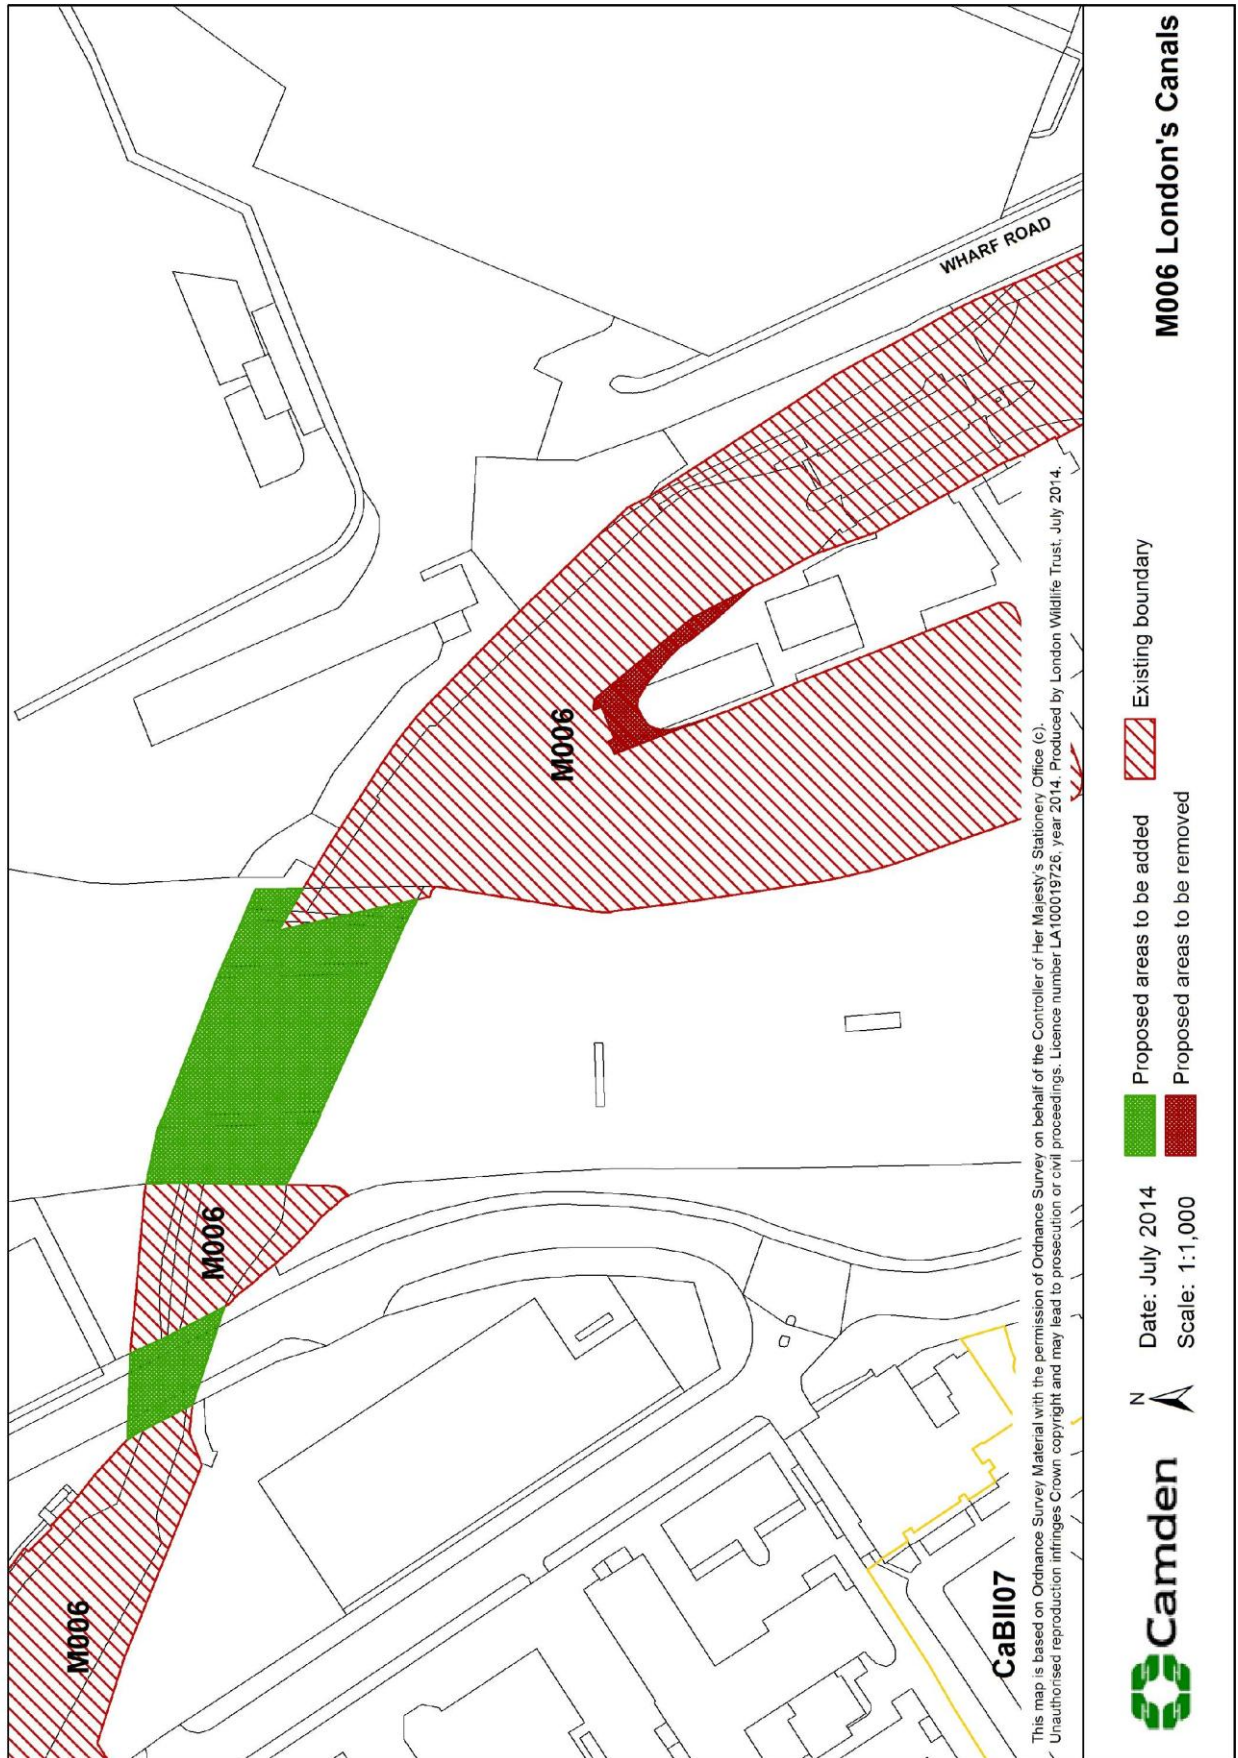 M006
M006
M006
WHARF ROAD
CaBII07
This map is based on Ordnance Survey Material with the permission of Ordnance Survey on behalf of the Controller of Her Majesty's Stationery Office (c).
Unauthorised reproduction infringes Crown copyright and may lead to prosecution or civil proceedings. Licence number LA100019726, year 2014. Produced by London Wildlife Trust, July 2014.
Camden
N
Date: July 2014
Scale: 1:1,000
Proposed areas to be added
Proposed areas to be removed
Existing boundary
M006 London's Canals